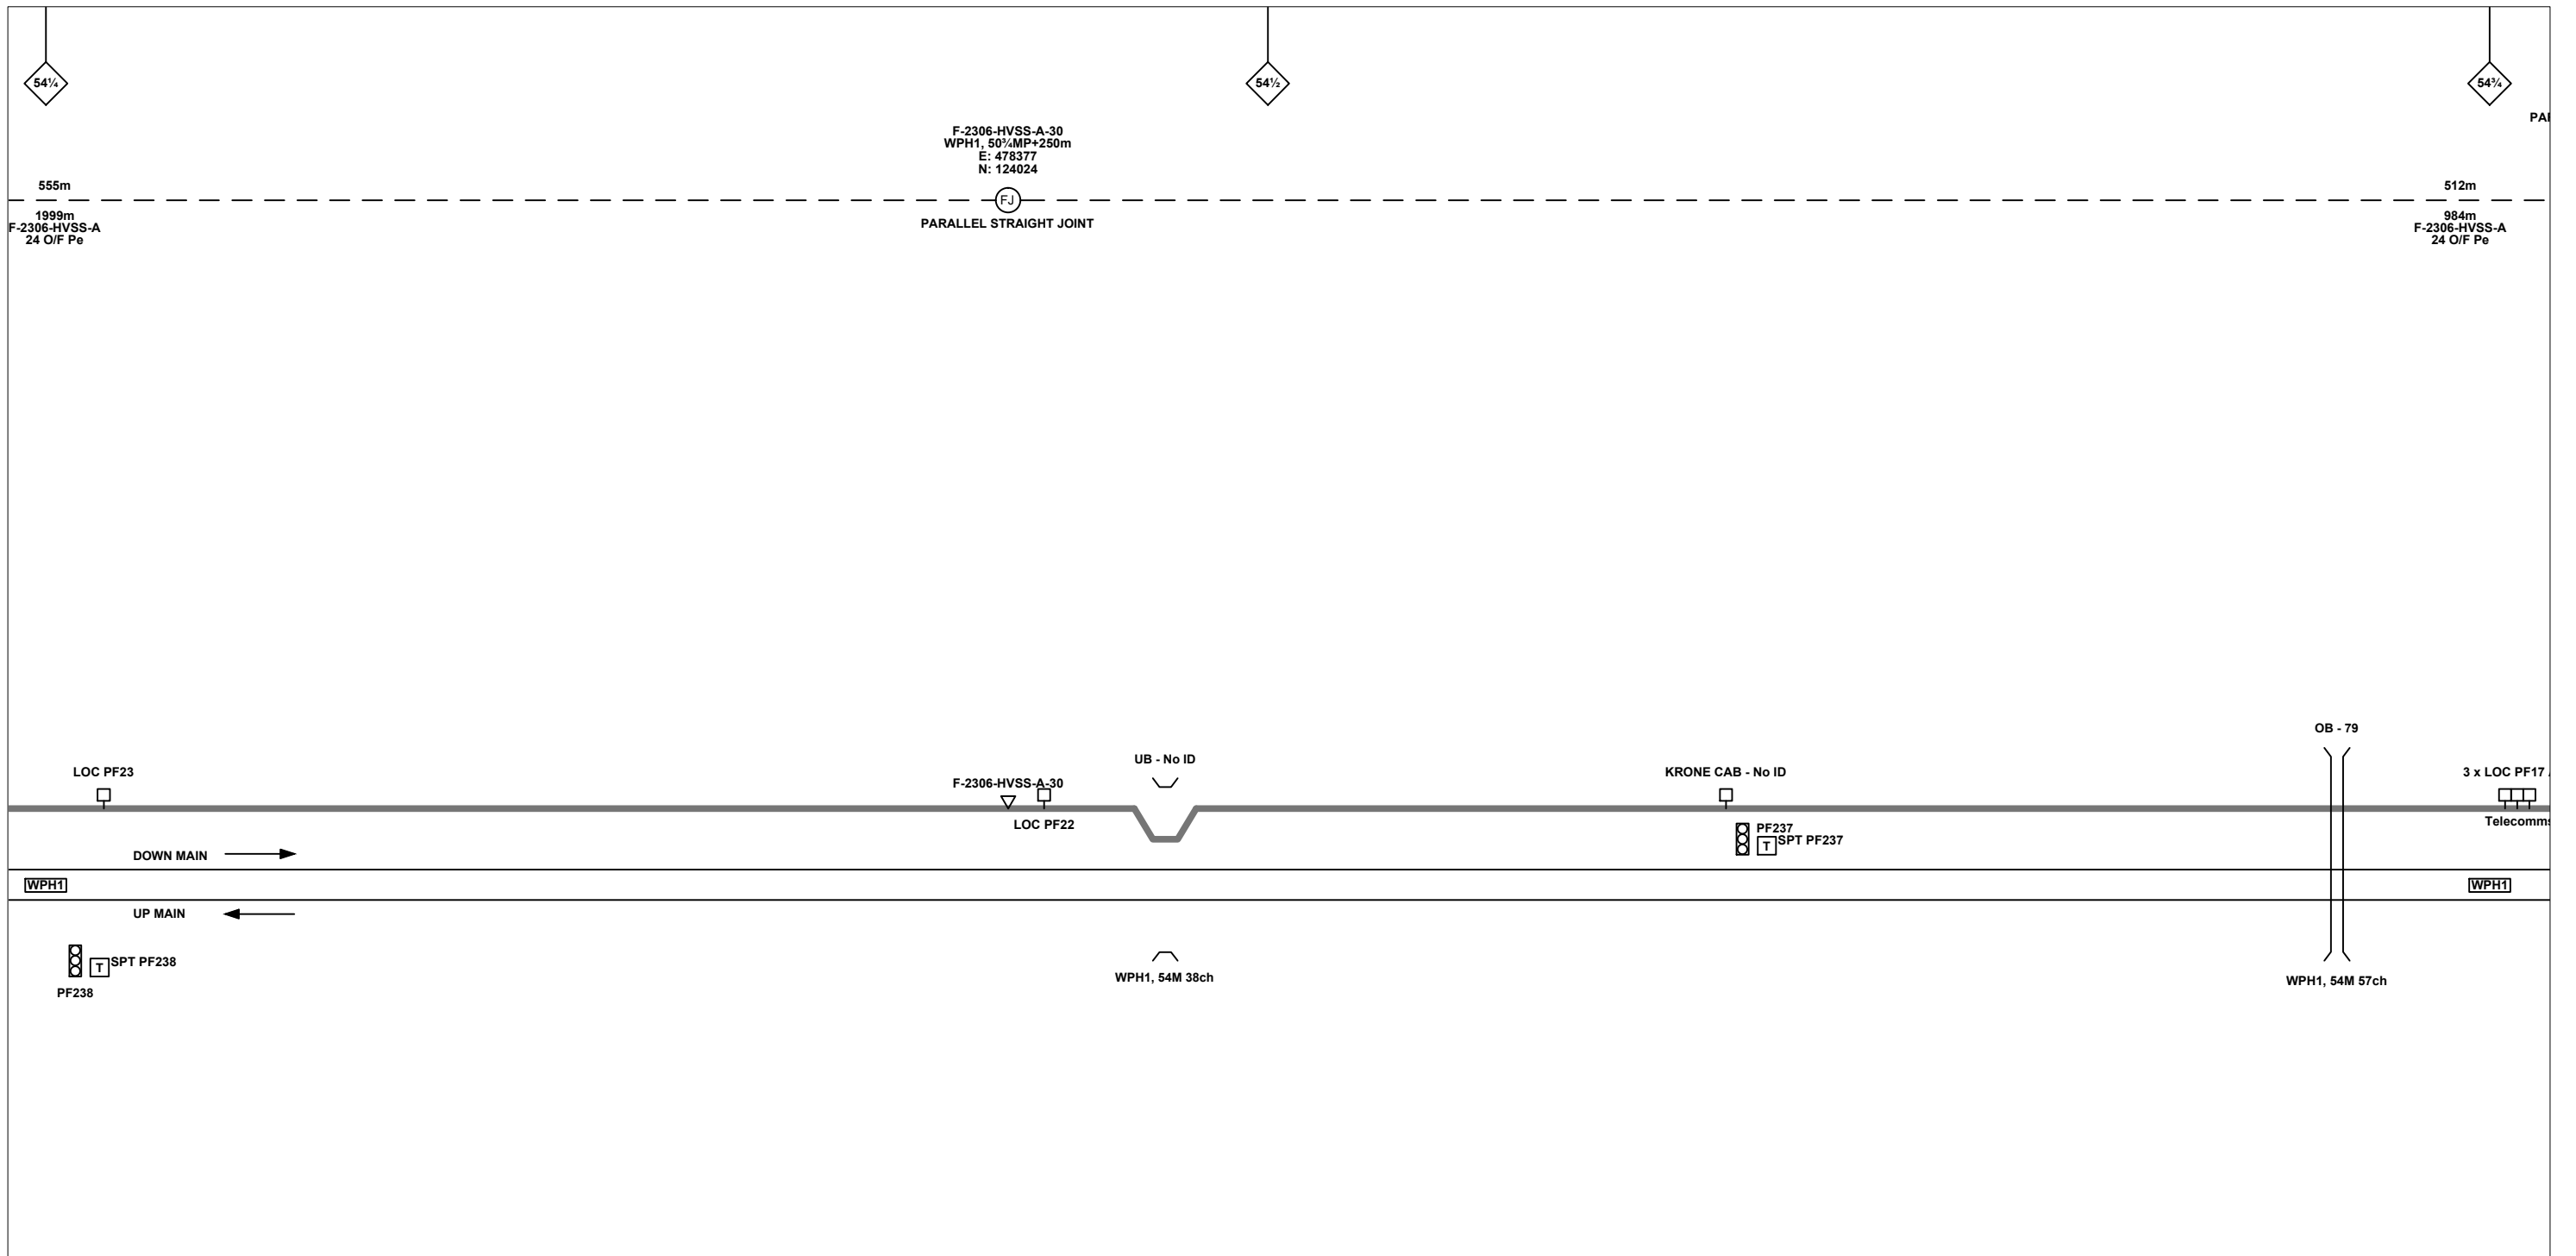 54¼
54½
54¾
PAI
F-2306-HVSS-A-30
WPH1, 50¾MP+250m
E: 478377
N: 124024
555m
FJ
512m
1999m
F-2306-HVSS-A
24 O/F Pe
PARALLEL STRAIGHT JOINT
984m
F-2306-HVSS-A
24 O/F Pe
OB - 79
UB - No ID
LOC PF23
F-2306-HVSS-A-30
KRONE CAB - No ID
3 x LOC PF17
LOC PF22
Telecomms
PF237
T SPT PF237
DOWN MAIN
WPH1
WPH1
UP MAIN
T SPT PF238
PF238
WPH1, 54M 38ch
WPH1, 54M 57ch